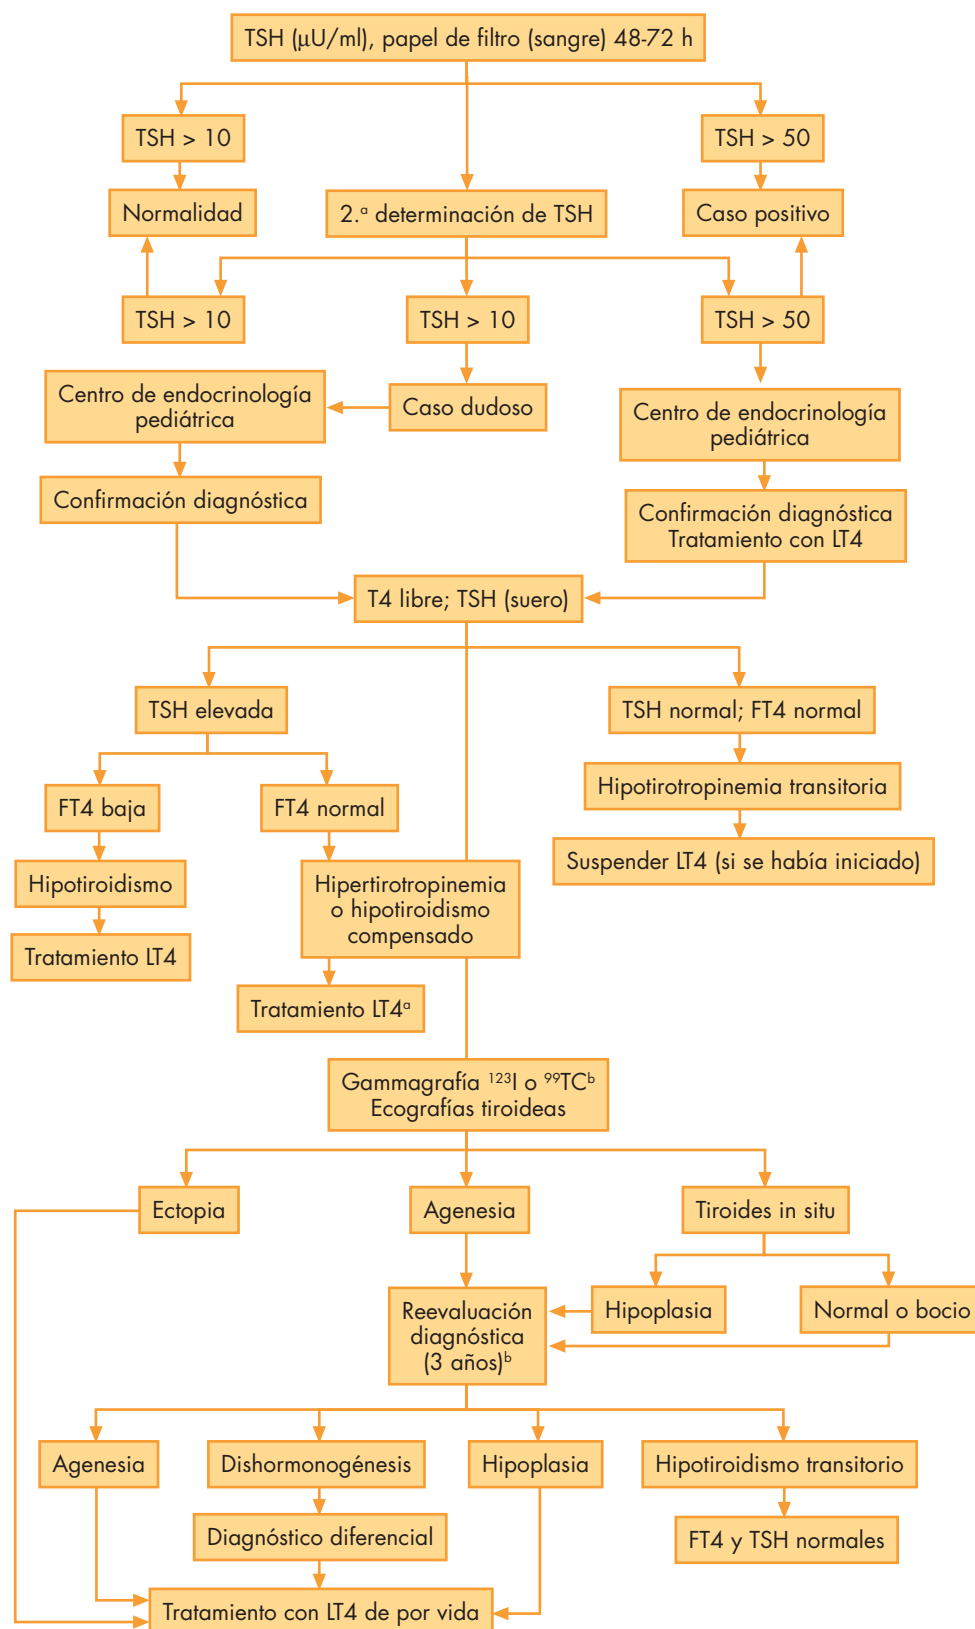 TSH (µU/ml), papel de filtro (sangre) 48-72 h
TSH > 10
TSH > 50
Normalidad
2.ª determinación de TSH
Caso positivo
TSH > 10
TSH > 10
TSH > 50
Centro de endocrinología
pediátrica
Caso dudoso
Centro de endocrinología
pediátrica
Confirmación diagnóstica
Confirmación diagnóstica
Tratamiento con LT4
T4 libre; TSH (suero)
TSH elevada
TSH normal; FT4 normal
FT4 baja
FT4 normal
Hipotirotropinemia transitoria
Hipotiroidismo
Hipertirotropinemia
o hipotiroidismo
compensado
Suspender LT4 (si se había iniciado)
Tratamiento LT4
Tratamiento LT4ª
Gammagrafía ¹²³I o ⁹⁹TCᵇ
Ecografías tiroideas
Ectopia
Agenesia
Tiroides in situ
Reevaluación
diagnóstica
(3 años)ᵇ
Hipoplasia
Normal o bocio
Agenesia
Dishormonogénesis
Hipoplasia
Hipotiroidismo transitorio
Diagnóstico diferencial
FT4 y TSH normales
Tratamiento con LT4 de por vida